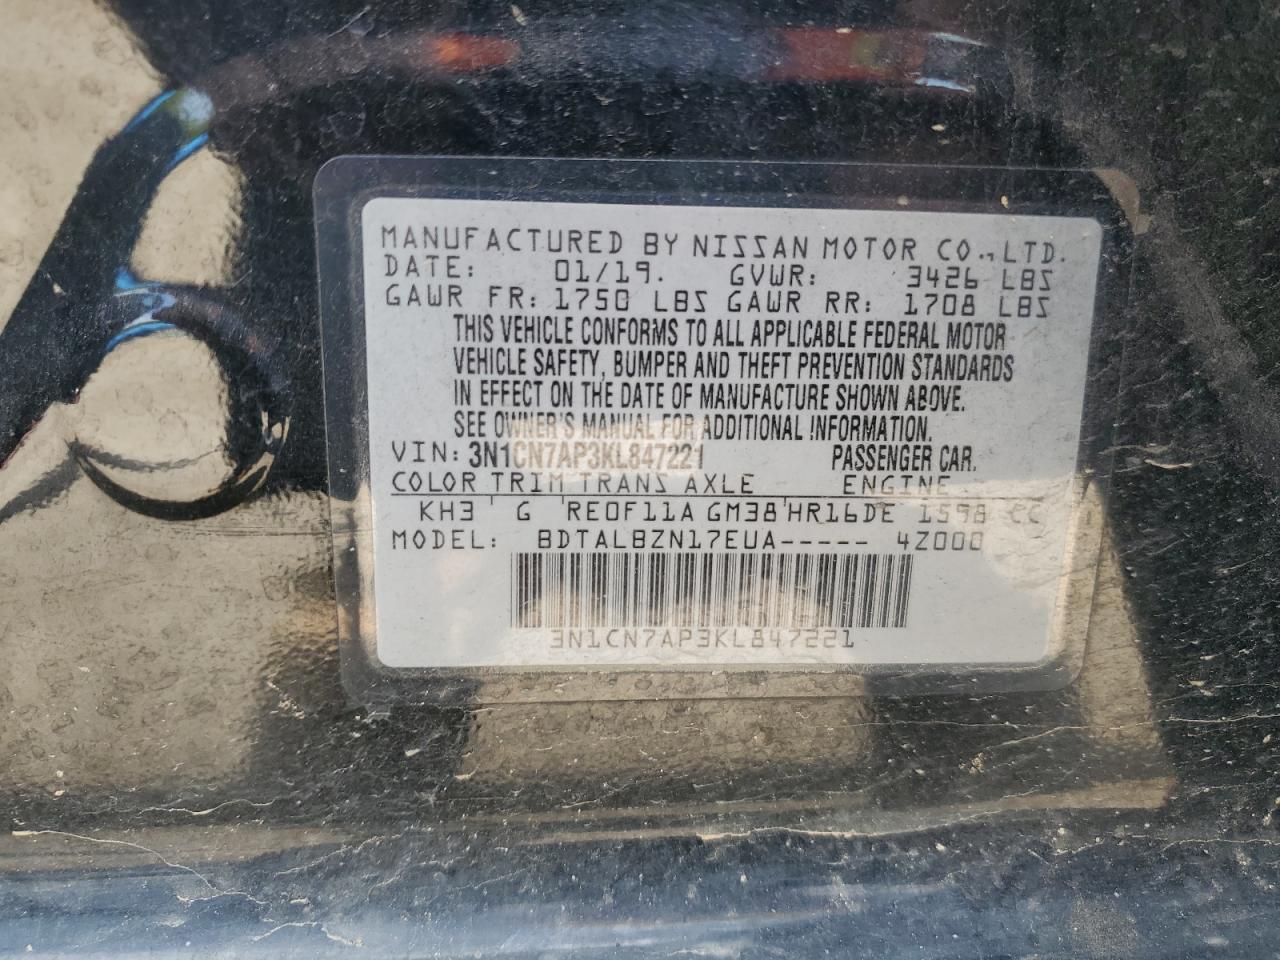 MANUFACTURED BY NISSAN MOTOR CO., LTD.
DATE: 01/19. GVWR: 3426 LBS
GAWR FR: 1750 LBS GAWR RR: 1708 LBS
THIS VEHICLE CONFORMS TO ALL APPLICABLE FEDERAL MOTOR
VEHICLE SAFETY, BUMPER AND THEFT PREVENTION STANDARDS
IN EFFECT ON THE DATE OF MANUFACTURE SHOWN ABOVE.
SEE OWNER'S MANUAL FOR ADDITIONAL INFORMATION.
VIN: 3N1CN7AP3KL847221 PASSENGER CAR.
COLOR TRIM TRANS AXLE ENGINE
KH3 G RE0F11A GM38 HR16DE 1598 CC
MODEL: BDTALBZN17EUA----- 4Z000
3N1CN7AP3KL847221